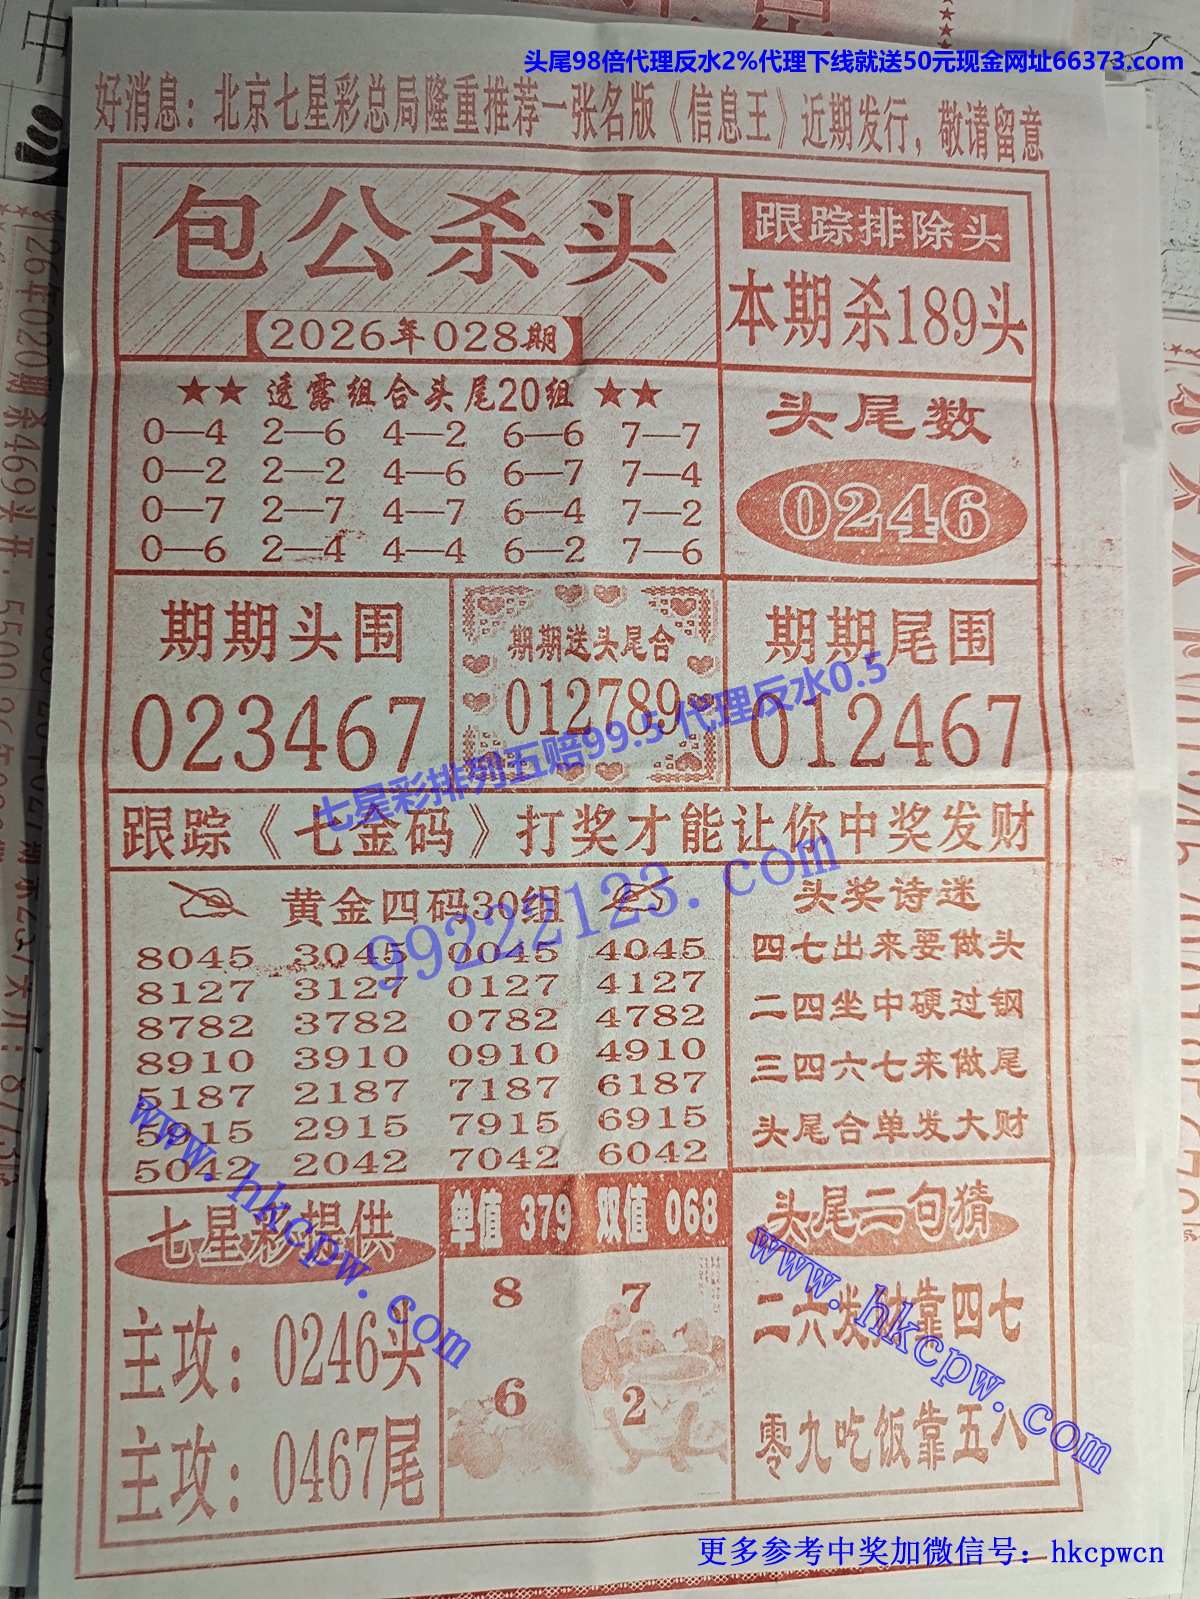 头尾98倍代理反水2%代理下线就送50元现金网址66373.com
好消息：北京七星彩总局隆重推荐一张名版《信息王》近期发行，敬请留意
包公杀头
2026年028期
跟踪排除头
本期杀189头
★★ 透露组合头尾20组 ★★
0—4 2—6 4—2 6—6 7—7
0—2 2—2 4—6 6—7 7—4
0—7 2—7 4—7 6—4 7—2
0—6 2—4 4—4 6—2 7—6
头尾数
0246
期期头围
023467
期期送头尾合
012789
期期尾围
012467
七星彩排列五赔99.5 代理反水0.5
跟踪《七金码》打奖才能让你中奖发财
99222123.com
黄金四码30组
8045 3045 0045 4045
8127 3127 0127 4127
8782 3782 0782 4782
8910 3910 0910 4910
5187 2187 7187 6187
5915 2915 7915 6915
5042 2042 7042 6042
头奖诗迷
四七出来要做头
二四坐中硬过钢
三四六七来做尾
头尾合单发大财
www.hkcpw.com
七星彩提供
主攻：0246头
主攻：0467尾
单值 379 双值 068
8 7
6 2
头尾二句猜
二六发财靠四七
零九吃饭靠五八
www.hkcpw.com
更多参考中奖加微信号：hkcpwcn